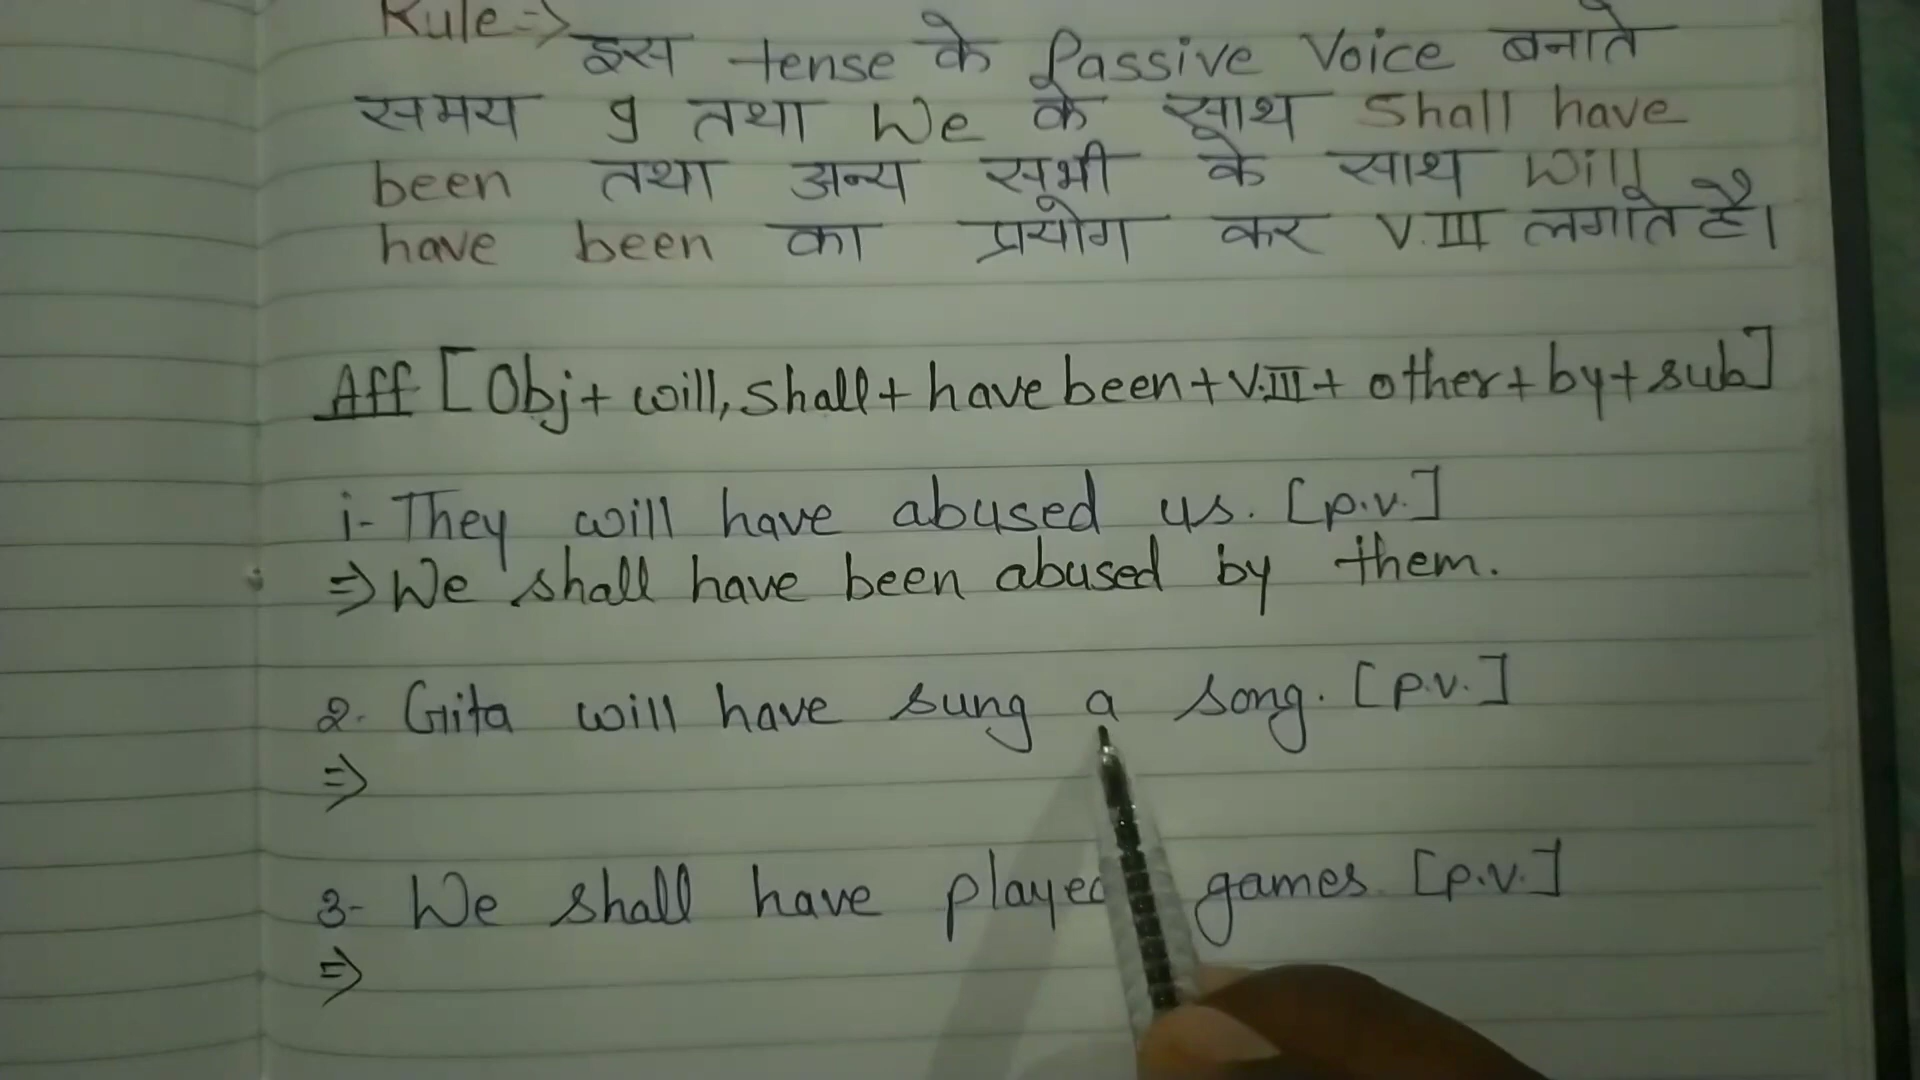 Rule=>
इस tense के Passive Voice बनाते
समय I तथा We के साथ Shall have
been तथा अन्य सभी के साथ Will
have been का प्रयोग कर V.III लगाते है।
Aff [Obj+ will, shall+ have been+V.III+ other+by+sub]
i- They will have abused us. [p.v.]
=> We shall have been abused by them.
2- Gita will have sung a song. [p.v.]
=>
3- We shall have played games [p.v.]
=>